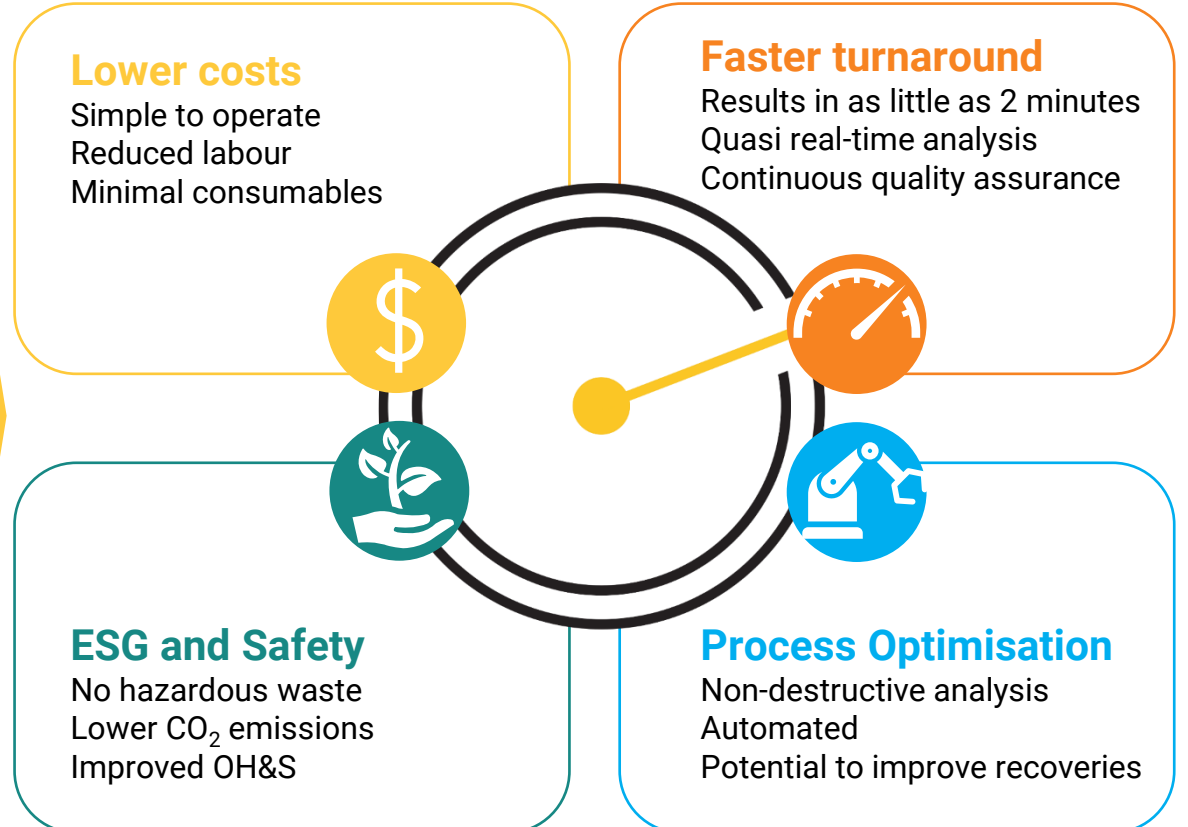 Lower costs
Simple to operate
Reduced labour
Minimal consumables
Faster turnaround
Results in as little as 2 minutes
Quasi real-time analysis
Continuous quality assurance
$
ESG and Safety
No hazardous waste
Lower CO₂ emissions
Improved OH&S
Process Optimisation
Non-destructive analysis
Automated
Potential to improve recoveries